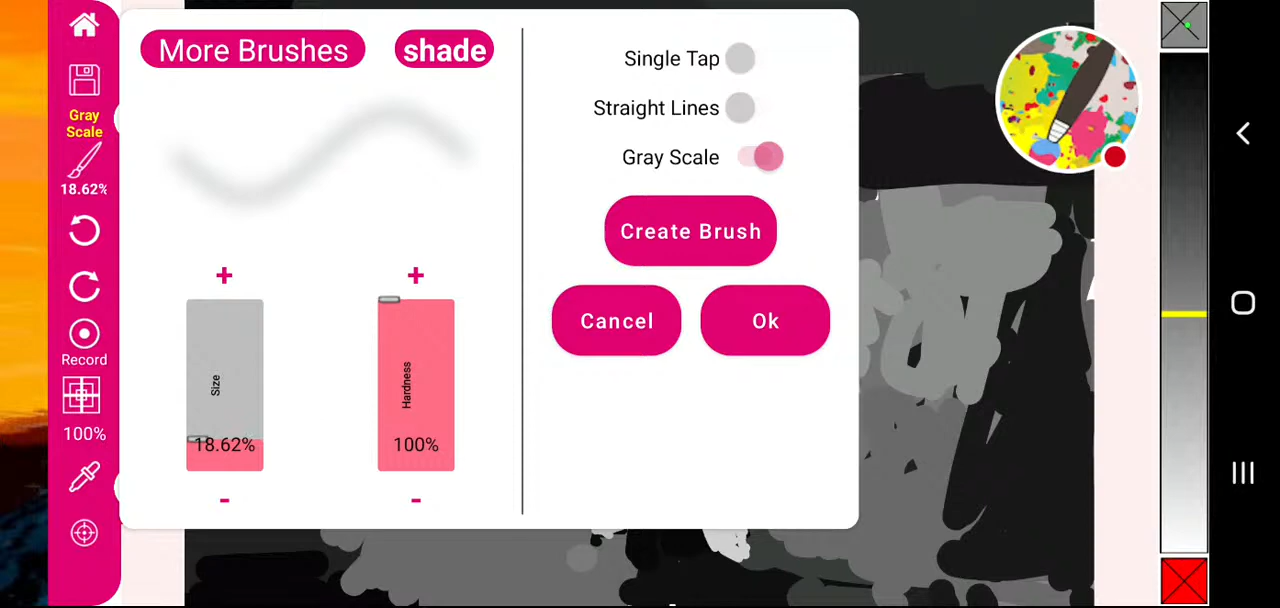 Gray
Scale
18.62%
Record
100%
More Brushes
shade
+
+
Size
Hardness
18.62%
100%
-
-
Single Tap
Straight Lines
Gray Scale
Create Brush
Cancel
Ok